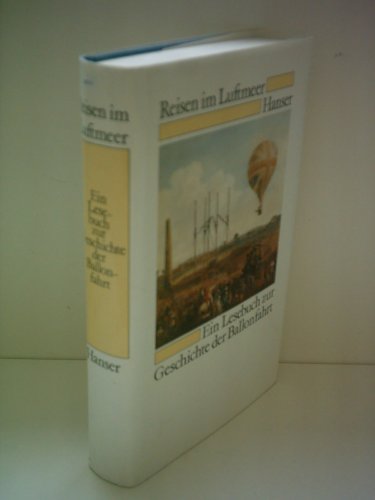 Reisen im
Luftmeer
Ein
Lese-
buch
zur
Geschichte
der
Ballon-
fahrt
Hanser
Reisen im Luftmeer
Hanser
Ein Lesebuch zur
Geschichte der Ballonfahrt